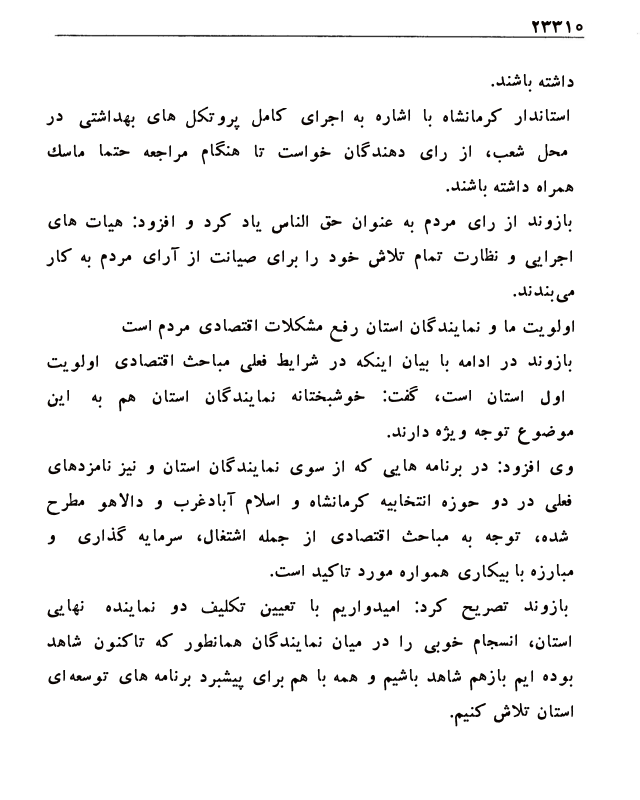 ۲۳۳۱۰
داشته باشند.
استاندار کرمانشاه با اشاره به اجرای کامل پروتکل های بهداشتی در
محل شعب، از رای دهندگان خواست تا هنگام مراجعه حتما ماسك
همراه داشته باشند.
بازوند از رای مردم به عنوان حق الناس یاد کرد و افزود: هیات های
اجرایی و نظارت تمام تلاش خود را برای صیانت از آرای مردم به کار
می‌بندند.
اولویت ما و نمایندگان استان رفع مشکلات اقتصادی مردم است
بازوند در ادامه با بیان اینکه در شرایط فعلی مباحث اقتصادی اولویت
اول استان است، گفت: خوشبختانه نمایندگان استان هم به این
موضوع توجه ویژه دارند.
وی افزود: در برنامه هایی که از سوی نمایندگان استان و نیز نامزدهای
فعلی در دو حوزه انتخابیه کرمانشاه و اسلام آبادغرب و دالاهو مطرح
شده، توجه به مباحث اقتصادی از جمله اشتغال، سرمایه گذاری و
مبارزه با بیکاری همواره مورد تاکید است.
بازوند تصریح کرد: امیدواریم با تعیین تکلیف دو نماینده نهایی
استان، انسجام خوبی را در میان نمایندگان همانطور که تاکنون شاهد
بوده ایم بازهم شاهد باشیم و همه با هم برای پیشبرد برنامه های توسعه‌ای
استان تلاش کنیم.